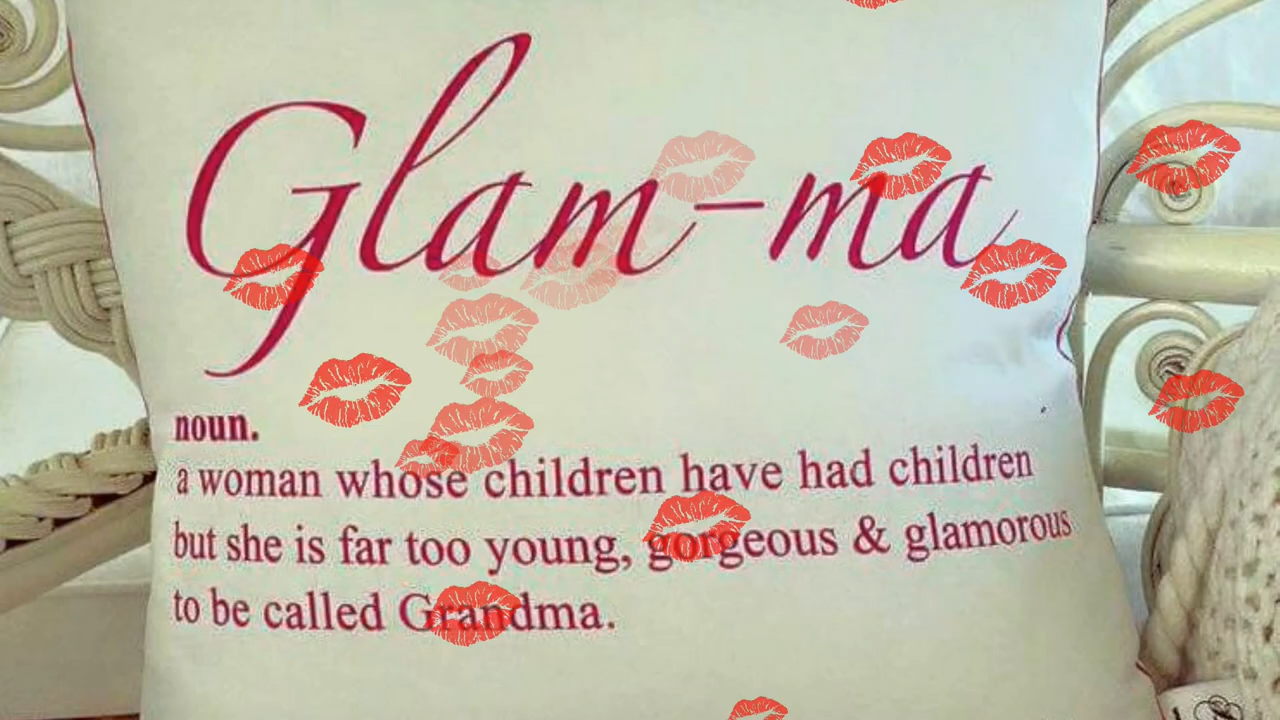 Glam-ma
noun.
a woman whose children have had children
but she is far too young, gorgeous & glamorous
to be called Grandma.